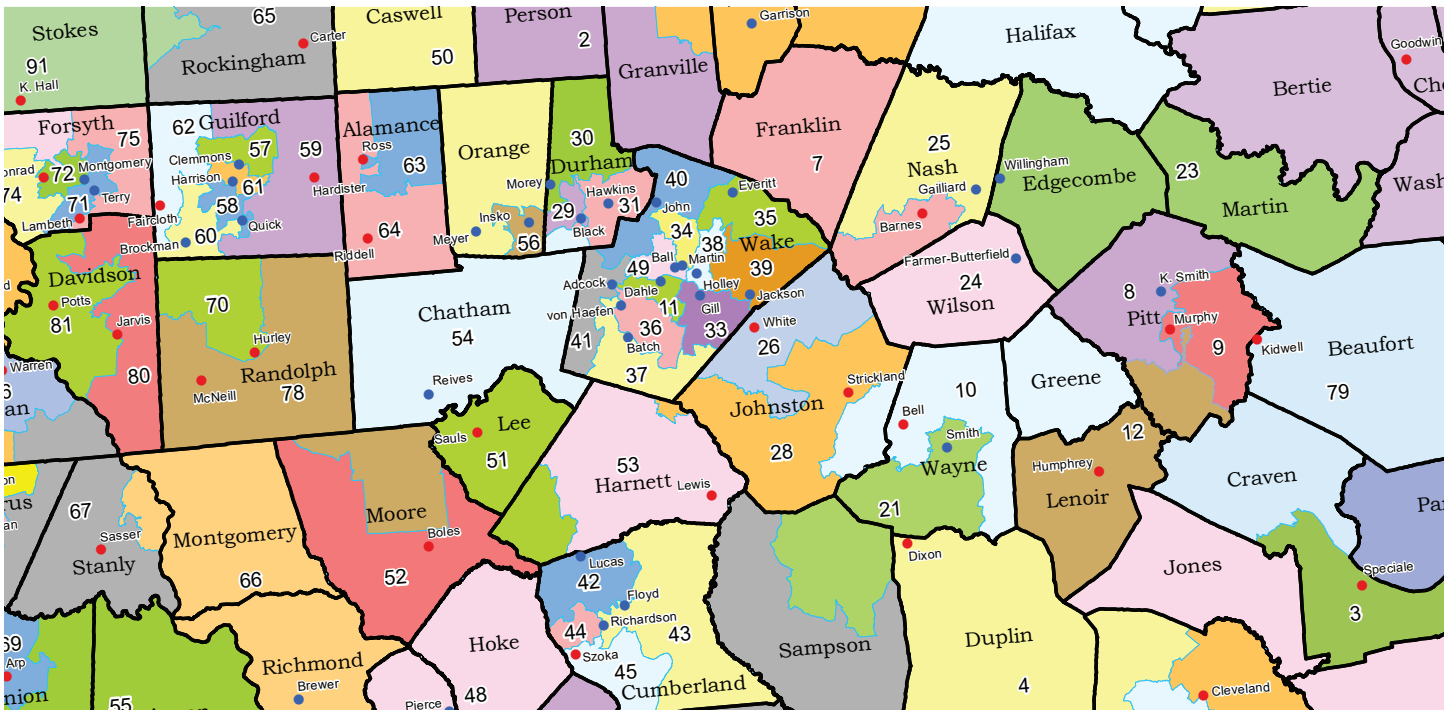 Stokes
91
K. Hall
65
Carter
Rockingham
Caswell
50
Person
2
Granville
Garrison
Halifax
Bertie
Goodwin
Forsyth
75
72
Montgomery
74
Terry
71
Lambeth
62
Guilford
57
59
Clemmons
Harrison
61
Hardister
58
Faircloth
Quick
Brockman
60
Alamance
Ross
63
64
Riddell
Orange
Insko
Meyer
56
30
Durham
Morey
Hawkins
29
31
Black
Franklin
7
25
Nash
Gailliard
Barnes
Willingham
Edgecombe
23
Martin
40
Everitt
John
34
35
38
Wake
Ball
Martin
49
39
Adcock
Dahle
Holley
Jackson
von Haefen
11
Gill
36
33
41
Batch
37
White
26
Farmer-Butterfield
24
Wilson
K. Smith
8
Pitt
Murphy
9
Kidwell
Beaufort
79
Davidson
Potts
81
Jarvis
80
Warren
70
Hurley
Randolph
McNeill
78
Chatham
54
Reives
Lee
Sauls
51
Johnston
Strickland
28
10
Bell
Smith
Wayne
21
Greene
12
Humphrey
Lenoir
Craven
53
Harnett
Lewis
67
Sasser
Stanly
Montgomery
66
Moore
Boles
52
Lucas
42
Floyd
Richardson
44
43
Szoka
45
Cumberland
Sampson
Dixon
Duplin
4
Jones
Speciale
3
Cleveland
Arp
55
Richmond
Brewer
Hoke
48
Pierce